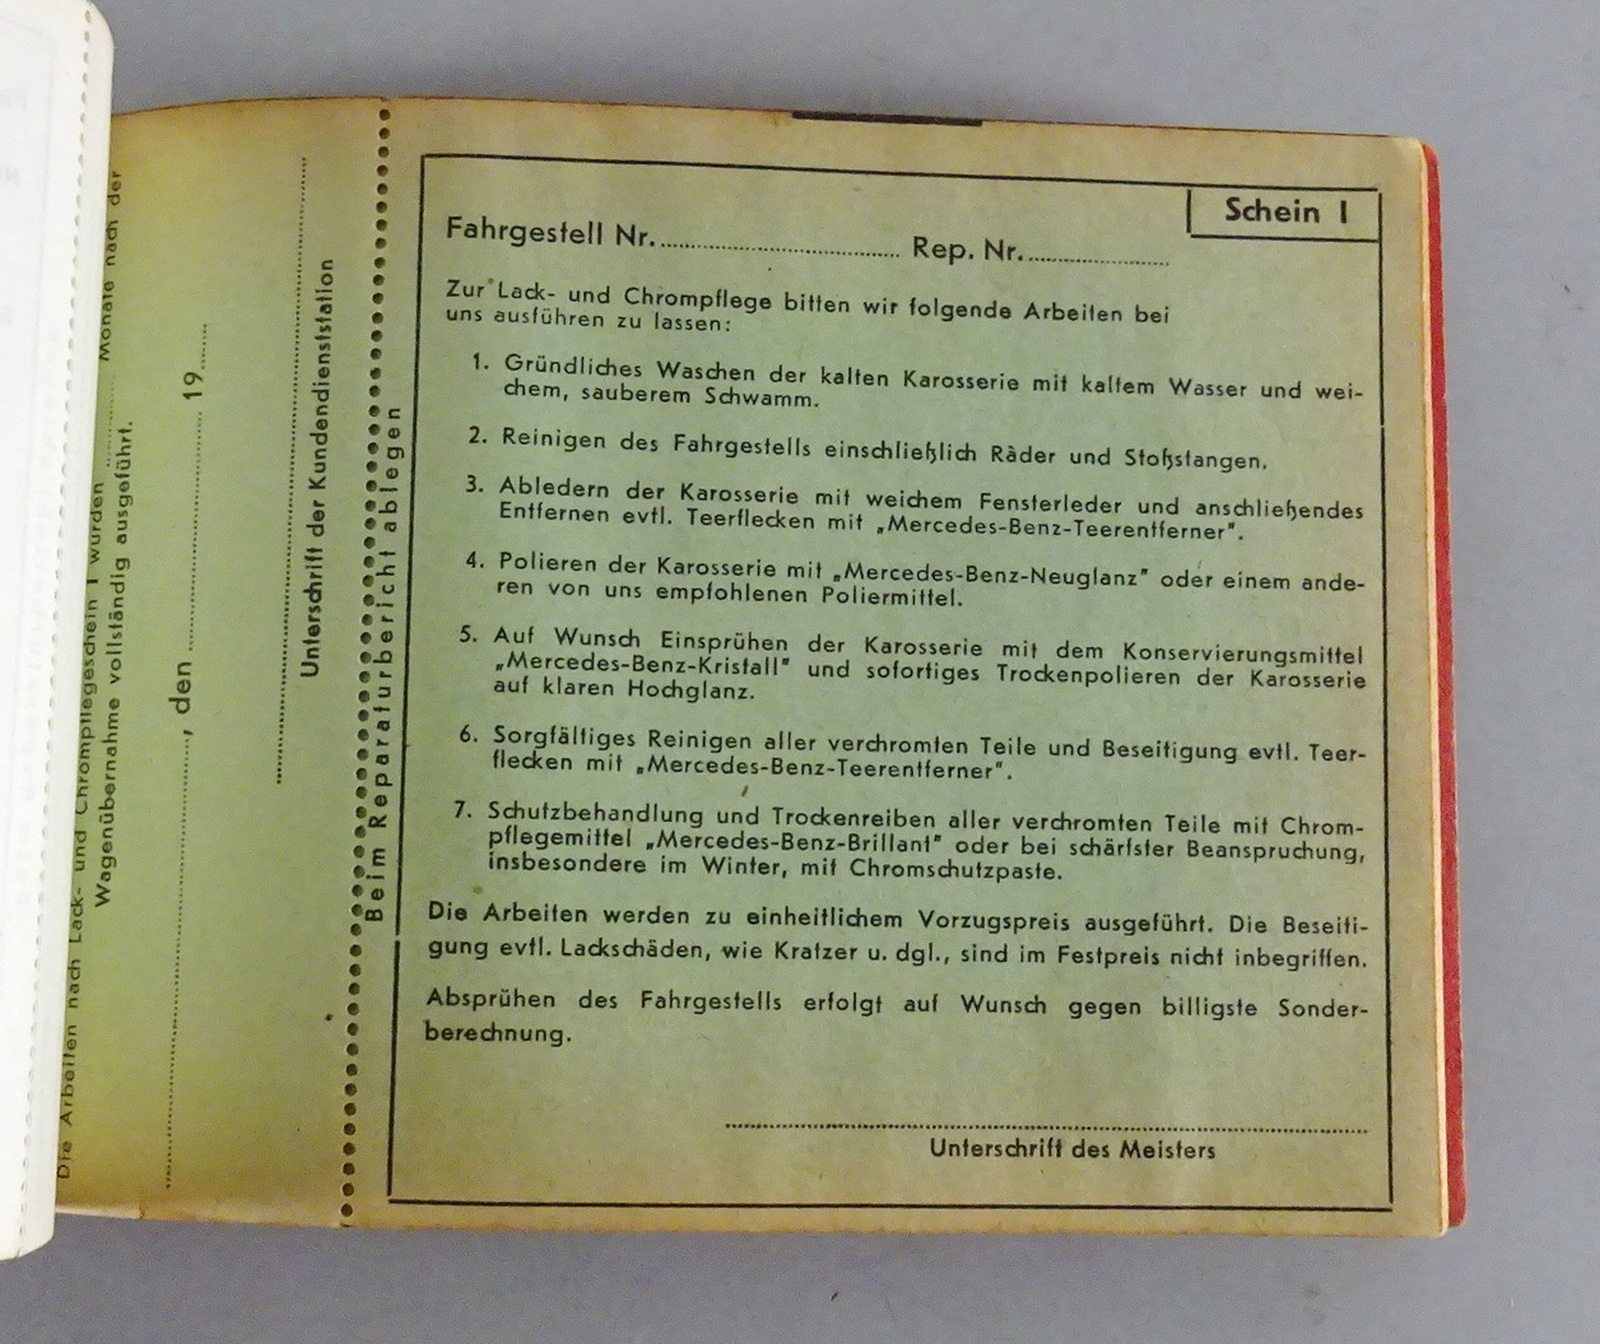 Die Arbeiten nach Lack- und Chrompflegeschein I wurden .......... Monate nach der
Wagenübernahme vollständig ausgeführt.
...................., den .......... 19......
Unterschrift der Kundendienststation
Beim Reparaturbericht ablegen
Schein I
Fahrgestell Nr. .................... Rep. Nr. ....................
Zur Lack- und Chrompflege bitten wir folgende Arbeiten bei
uns ausführen zu lassen:
1. Gründliches Waschen der kalten Karosserie mit kaltem Wasser und wei-
chem, sauberem Schwamm.
2. Reinigen des Fahrgestells einschließlich Räder und Stoßstangen.
3. Abledern der Karosserie mit weichem Fensterleder und anschließendes
Entfernen evtl. Teerflecken mit „Mercedes-Benz-Teerentferner".
4. Polieren der Karosserie mit „Mercedes-Benz-Neuglanz" oder einem ande-
ren von uns empfohlenen Poliermittel.
5. Auf Wunsch Einsprühen der Karosserie mit dem Konservierungsmittel
„Mercedes-Benz-Kristall" und sofortiges Trockenpolieren der Karosserie
auf klaren Hochglanz.
6. Sorgfältiges Reinigen aller verchromten Teile und Beseitigung evtl. Teer-
flecken mit „Mercedes-Benz-Teerentferner".
7. Schutzbehandlung und Trockenreiben aller verchromten Teile mit Chrom-
pflegemittel „Mercedes-Benz-Brillant" oder bei schärfster Beanspruchung,
insbesondere im Winter, mit Chromschutzpaste.
Die Arbeiten werden zu einheitlichem Vorzugspreis ausgeführt. Die Beseiti-
gung evtl. Lackschäden, wie Kratzer u. dgl., sind im Festpreis nicht inbegriffen.
Absprühen des Fahrgestells erfolgt auf Wunsch gegen billigste Sonder-
berechnung.
Unterschrift des Meisters